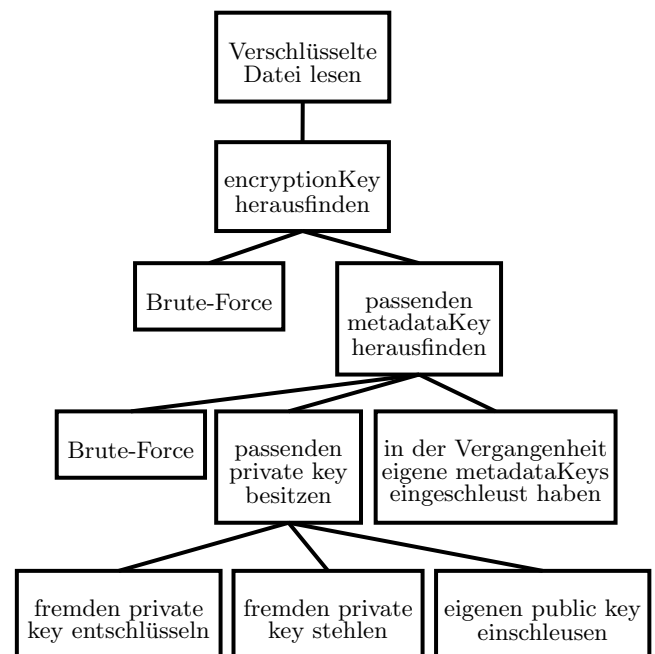 Verschlüsselte
Datei lesen
encryptionKey
herausfinden
Brute-Force
passenden
metadataKey
herausfinden
Brute-Force
passenden
private key
besitzen
in der Vergangenheit
eigene metadataKeys
eingeschleust haben
fremden private
key entschlüsseln
fremden private
key stehlen
eigenen public key
einschleusen